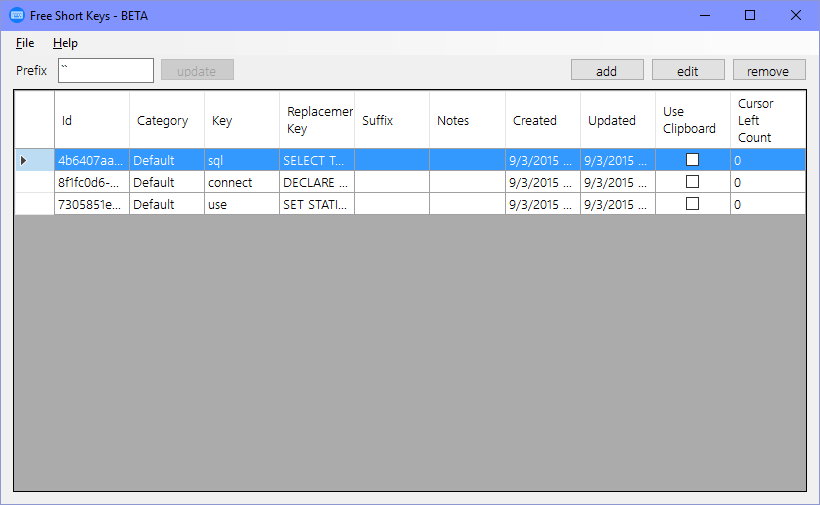 Free Short Keys - BETA
File Help
Prefix `` update add edit remove
Id Category Key Replacemer Key Suffix Notes Created Updated Use Clipboard Cursor Left Count
4b6407aa... Default sql SELECT T... 9/3/2015 ... 9/3/2015 ... 0
8f1fc0d6-... Default connect DECLARE ... 9/3/2015 ... 9/3/2015 ... 0
7305851e... Default use SET STATI... 9/3/2015 ... 9/3/2015 ... 0